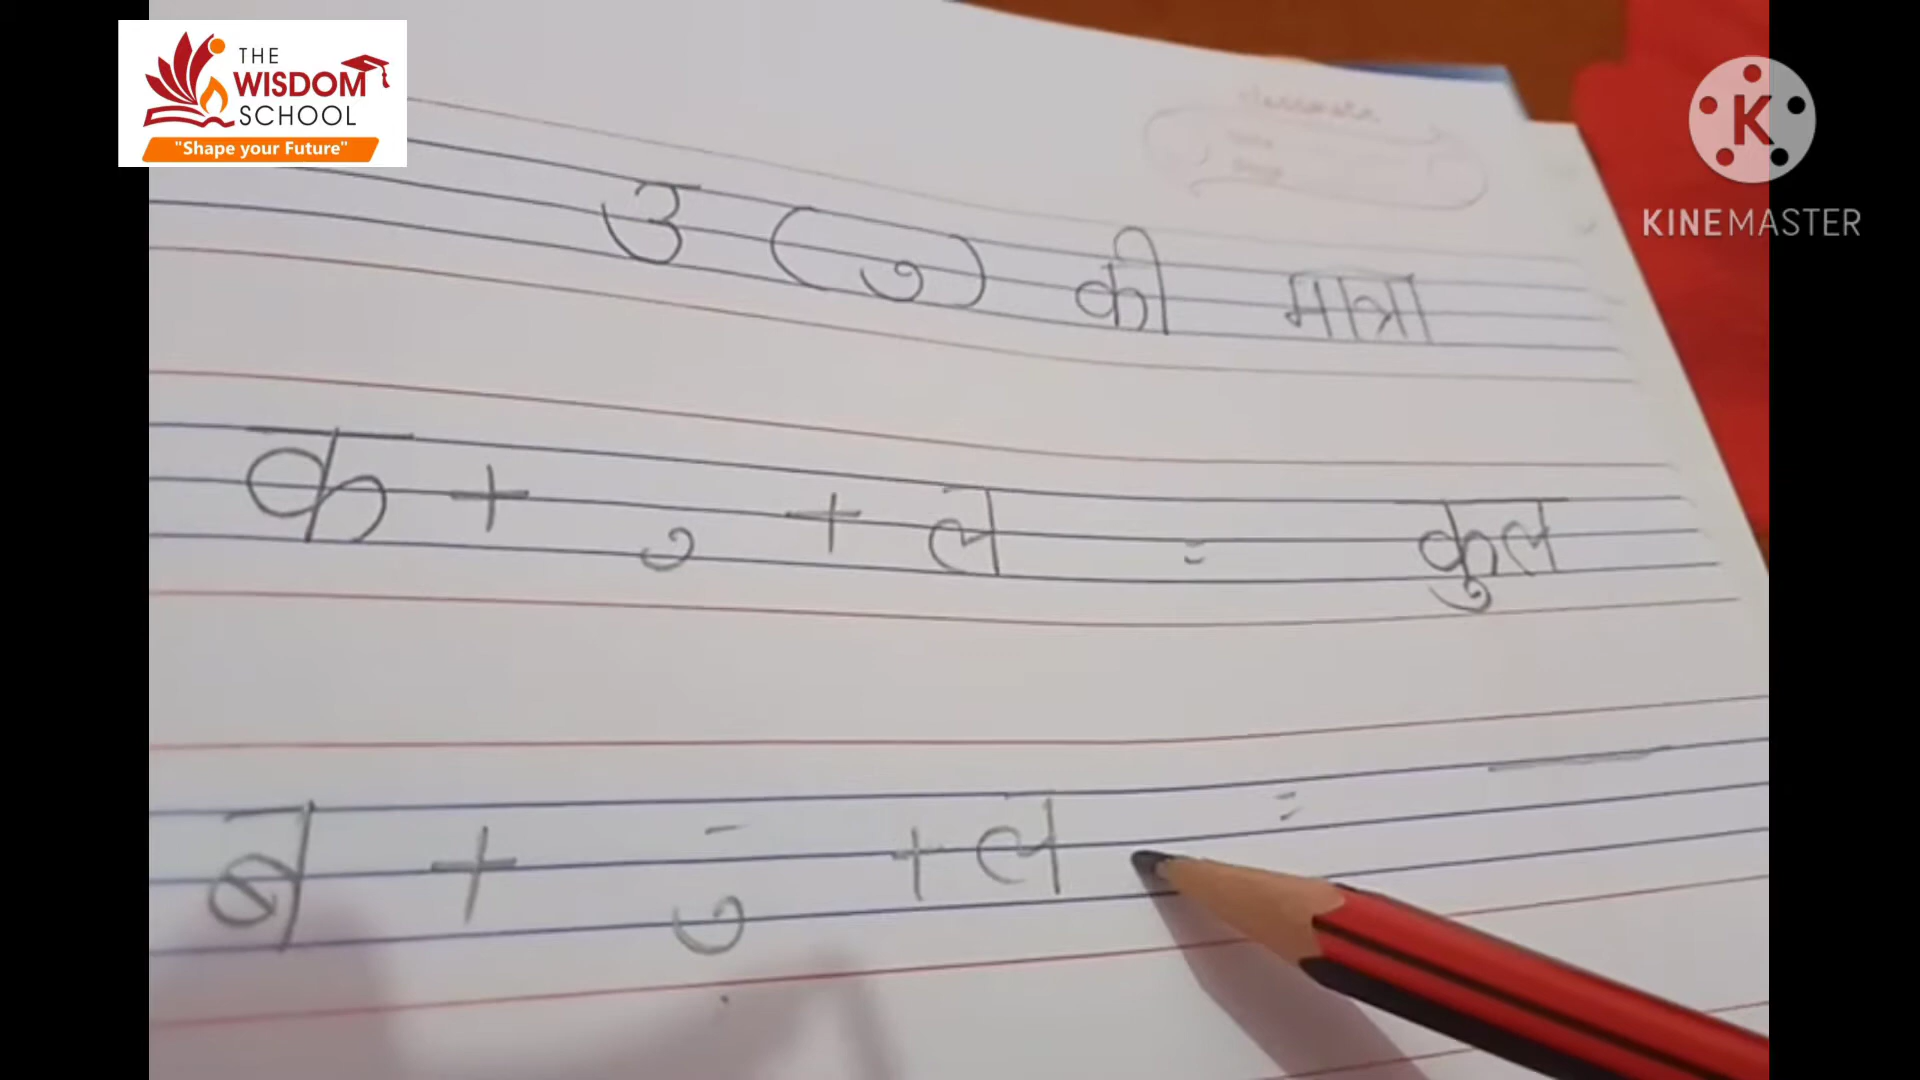 THE
WISDOM
SCHOOL
"Shape your Future"
KINEMASTER
उ ( ु ) की मात्रा
क + ु + ल = कुल
ब + ु + ल =